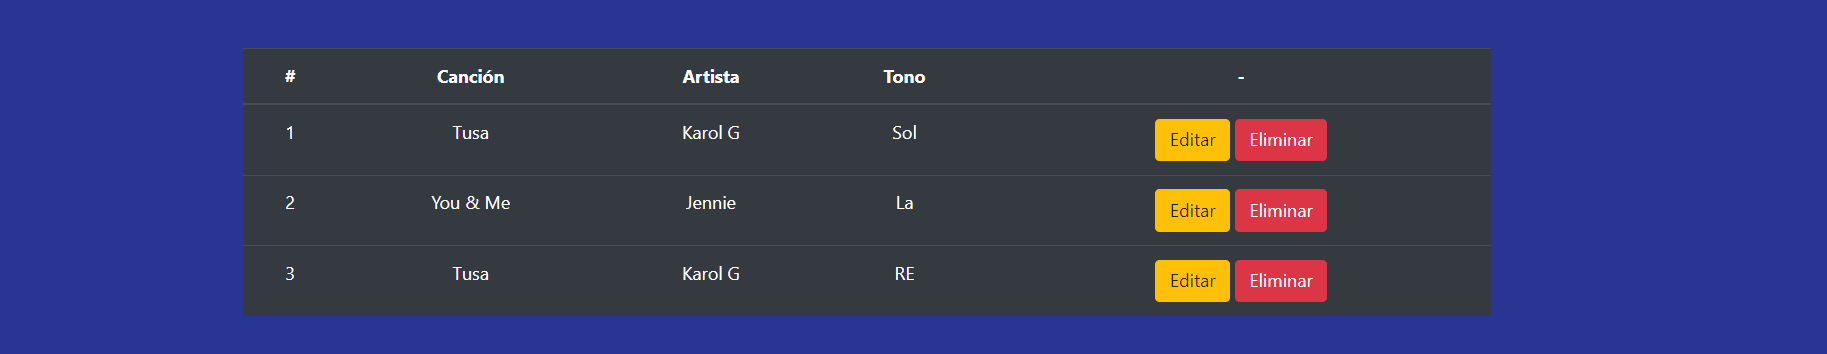 # Canción Artista Tono -
1 Tusa Karol G Sol Editar Eliminar
2 You & Me Jennie La Editar Eliminar
3 Tusa Karol G RE Editar Eliminar